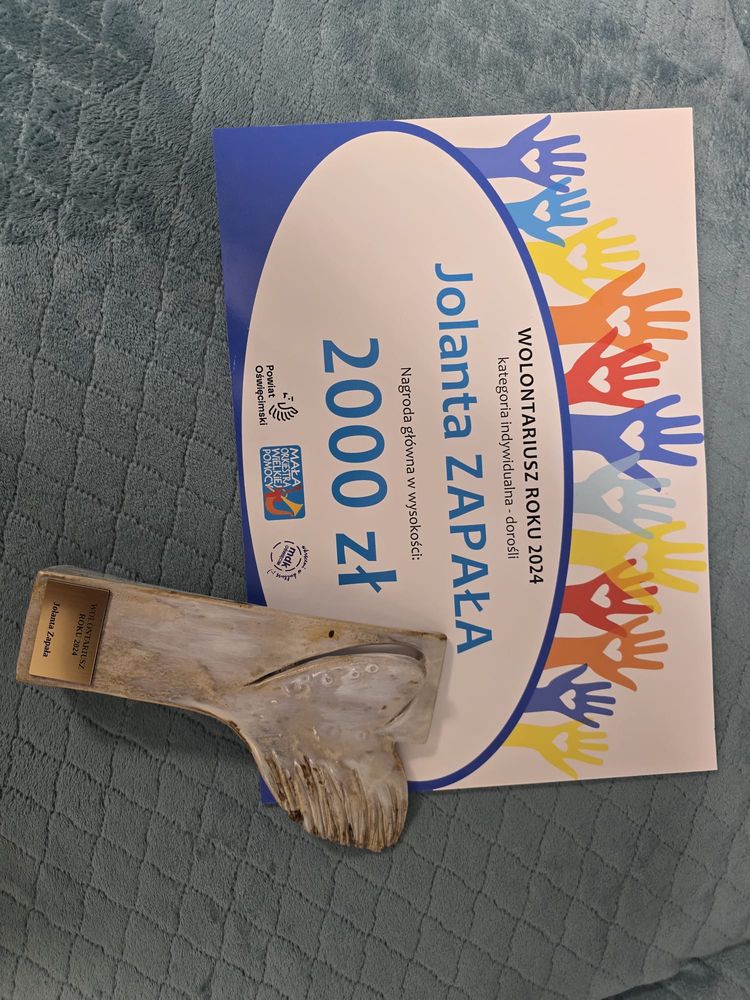 WOLONTARIUSZ ROKU 2024
kategoria indywidualna - dorośli
Jolanta ZAPAŁA
Nagroda główna w wysokości:
2000 zł
Powiat
Oświęcimski
MAŁA
ORKIESTRA
WIELKIEJ
POMOCY
mdk
WOLONTARIUSZ
ROKU 2024
Jolanta Zapała